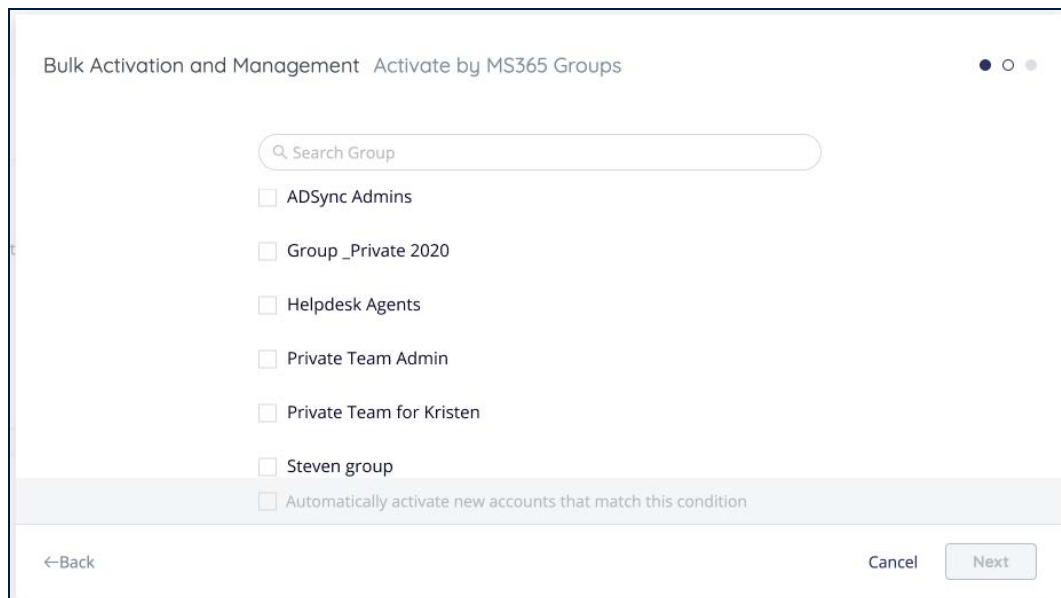 Bulk Activation and Management Activate by MS365 Groups
Search Group
ADSync Admins
Group _Private 2020
Helpdesk Agents
Private Team Admin
Private Team for Kristen
Steven group
Automatically activate new accounts that match this condition
t
←Back Cancel Next